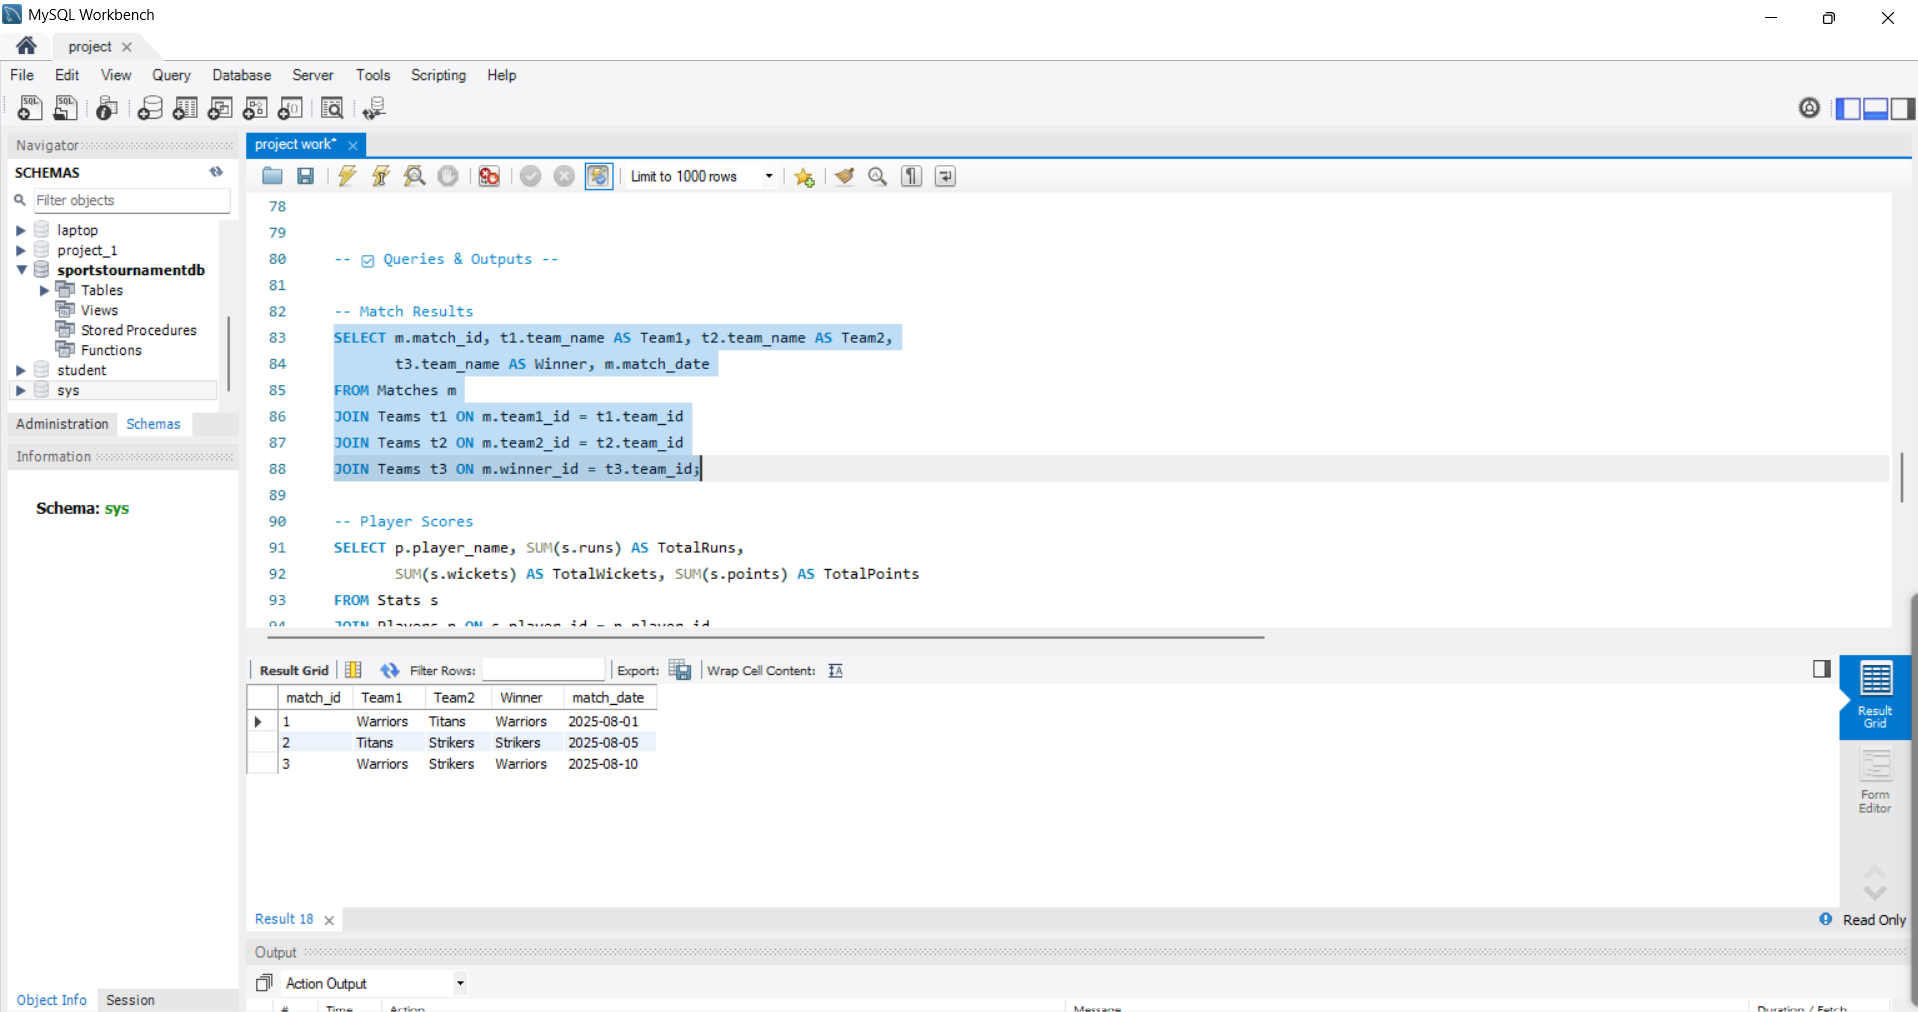 MySQL Workbench
project
File Edit View Query Database Server Tools Scripting Help
Navigator
SCHEMAS
Filter objects
laptop
project_1
sportstournamentdb
Tables
Views
Stored Procedures
Functions
student
sys
Administration Schemas
Information
Schema: sys
Object Info Session
project work*
Limit to 1000 rows
78
79
80 -- ☑ Queries & Outputs --
81
82 -- Match Results
83 SELECT m.match_id, t1.team_name AS Team1, t2.team_name AS Team2,
84 t3.team_name AS Winner, m.match_date
85 FROM Matches m
86 JOIN Teams t1 ON m.team1_id = t1.team_id
87 JOIN Teams t2 ON m.team2_id = t2.team_id
88 JOIN Teams t3 ON m.winner_id = t3.team_id;
89
90 -- Player Scores
91 SELECT p.player_name, SUM(s.runs) AS TotalRuns,
92 SUM(s.wickets) AS TotalWickets, SUM(s.points) AS TotalPoints
93 FROM Stats s
94 JOIN Players p ON s.player_id = p.player_id
Result Grid Filter Rows: Export: Wrap Cell Content:
match_id Team1 Team2 Winner match_date
1 Warriors Titans Warriors 2025-08-01
2 Titans Strikers Strikers 2025-08-05
3 Warriors Strikers Warriors 2025-08-10
Result
Grid
Form
Editor
Result 18
Read Only
Output
Action Output
# Time Action Message Duration / Fetch